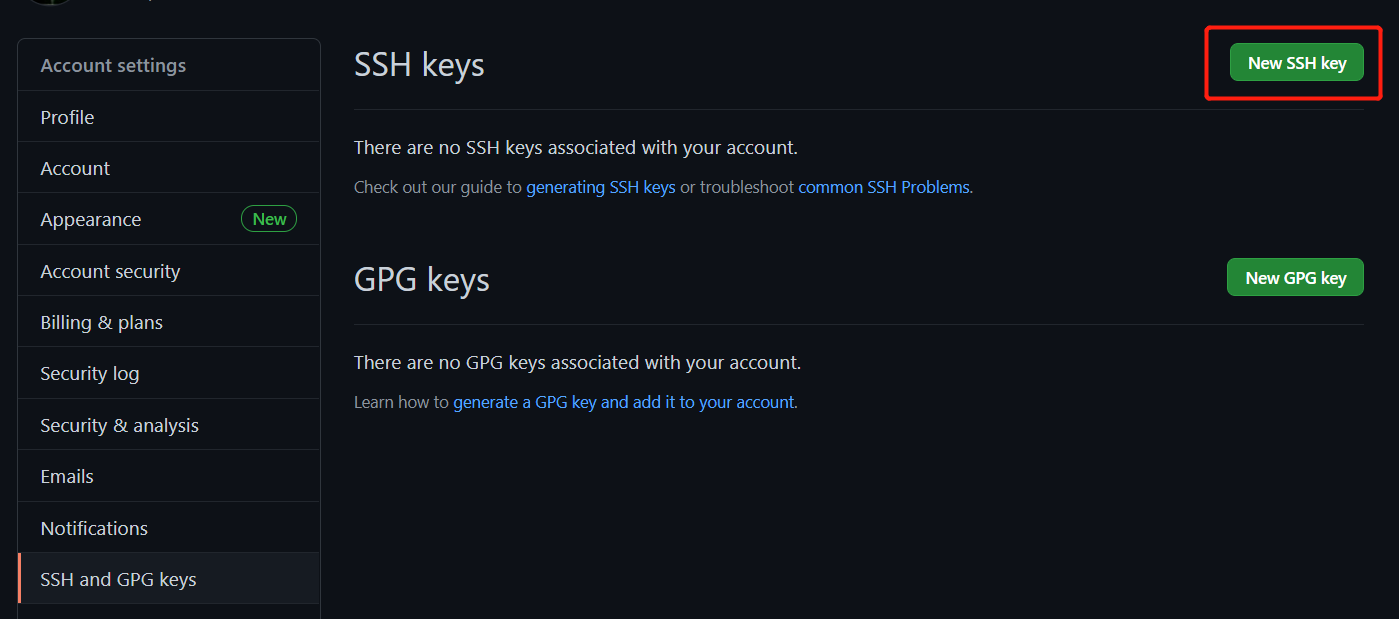 Account settings
Profile
Account
Appearance New
Account security
Billing & plans
Security log
Security & analysis
Emails
Notifications
SSH and GPG keys
SSH keys
New SSH key
There are no SSH keys associated with your account.
Check out our guide to generating SSH keys or troubleshoot common SSH Problems.
GPG keys
New GPG key
There are no GPG keys associated with your account.
Learn how to generate a GPG key and add it to your account.